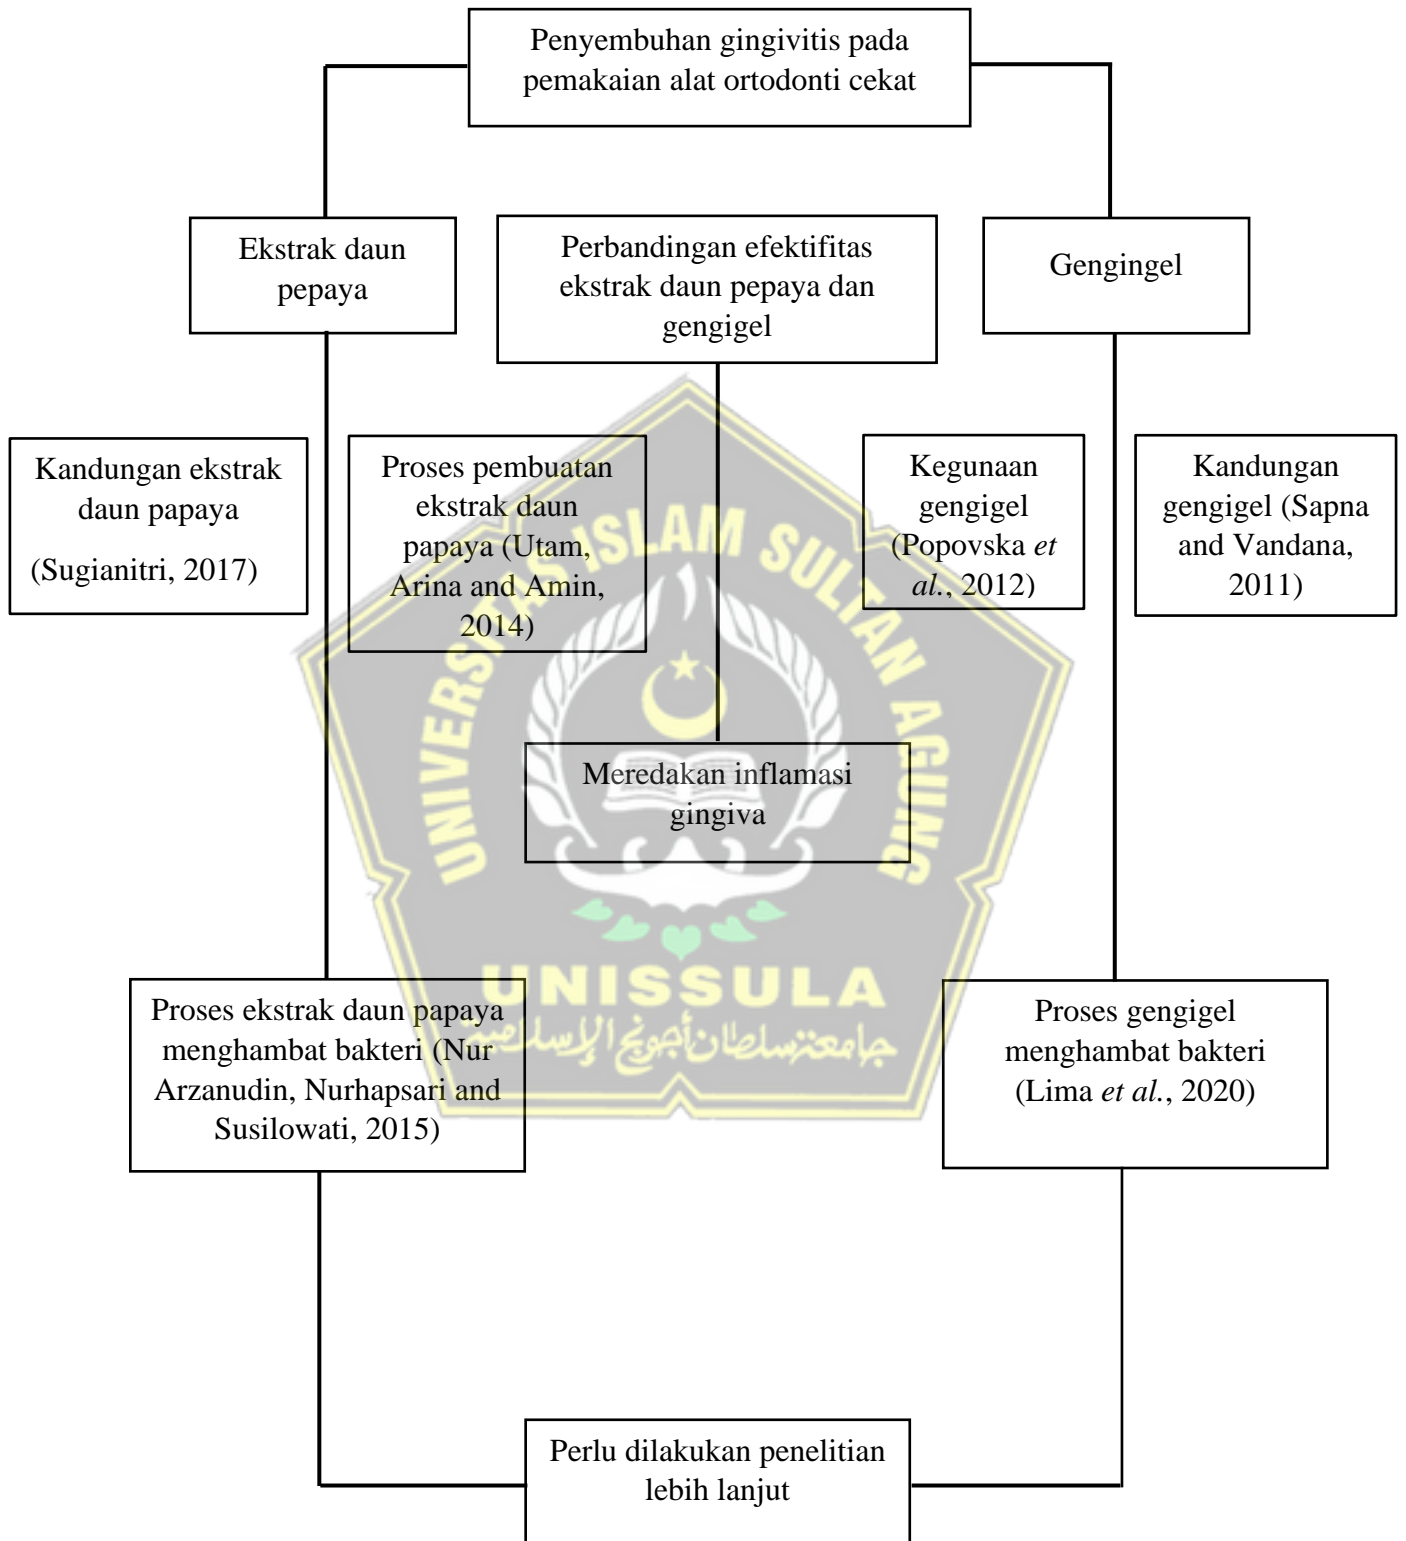 Penyembuhan gingivitis pada
pemakaian alat ortodonti cekat
Ekstrak daun
pepaya
Perbandingan efektifitas
ekstrak daun pepaya dan
gengigel
Gengingel
Kandungan ekstrak
daun papaya
(Sugianitri, 2017)
Proses pembuatan
ekstrak daun
papaya (Utam,
Arina and Amin,
2014)
Kegunaan
gengigel
(Popovska et
al., 2012)
Kandungan
gengigel (Sapna
and Vandana,
2011)
UNIVERSITAS ISLAM SULTAN AGUNG
Meredakan inflamasi
gingiva
UNISSULA
جامعة سلطان أجونج الإسلامية
Proses ekstrak daun papaya
menghambat bakteri (Nur
Arzanudin, Nurhapsari and
Susilowati, 2015)
Proses gengigel
menghambat bakteri
(Lima et al., 2020)
Perlu dilakukan penelitian
lebih lanjut